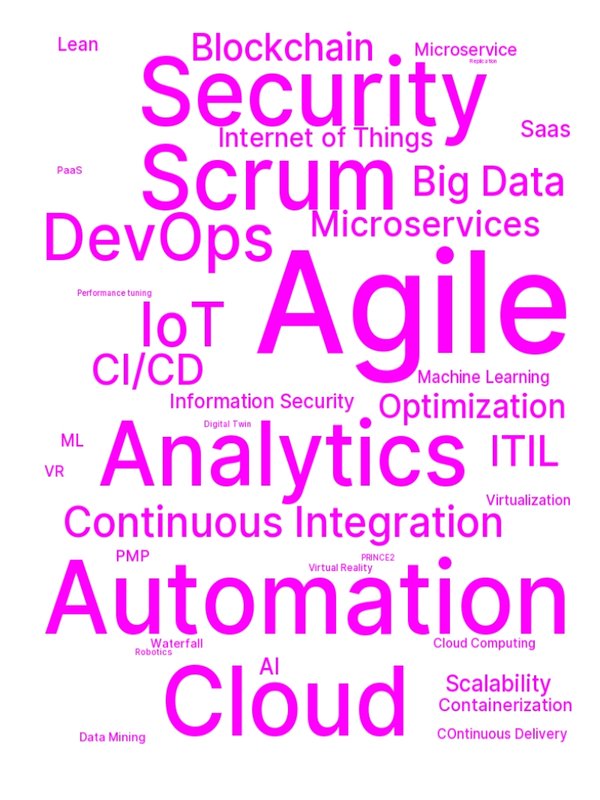 Lean
Blockchain
Microservice
Replication
Security
Saas
Internet of Things
PaaS
Scrum
Big Data
DevOps
Microservices
Agile
Performance tuning
IoT
CI/CD
Machine Learning
Information Security
Optimization
Digital Twin
ML
Analytics
ITIL
VR
Virtualization
Continuous Integration
PMP
PRINCE2
Virtual Reality
Automation
Waterfall
Cloud Computing
Robotics
AI
Cloud
Scalability
Containerization
COntinuous Delivery
Data Mining